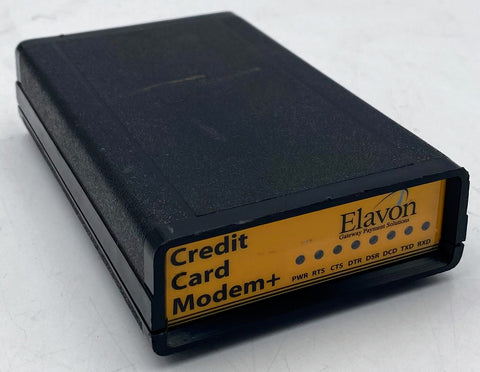 Credit
Card
Modem+
Elavon
Gateway Payment Solutions
PWR RTS CTS DTR DSR DCD TXD RXD